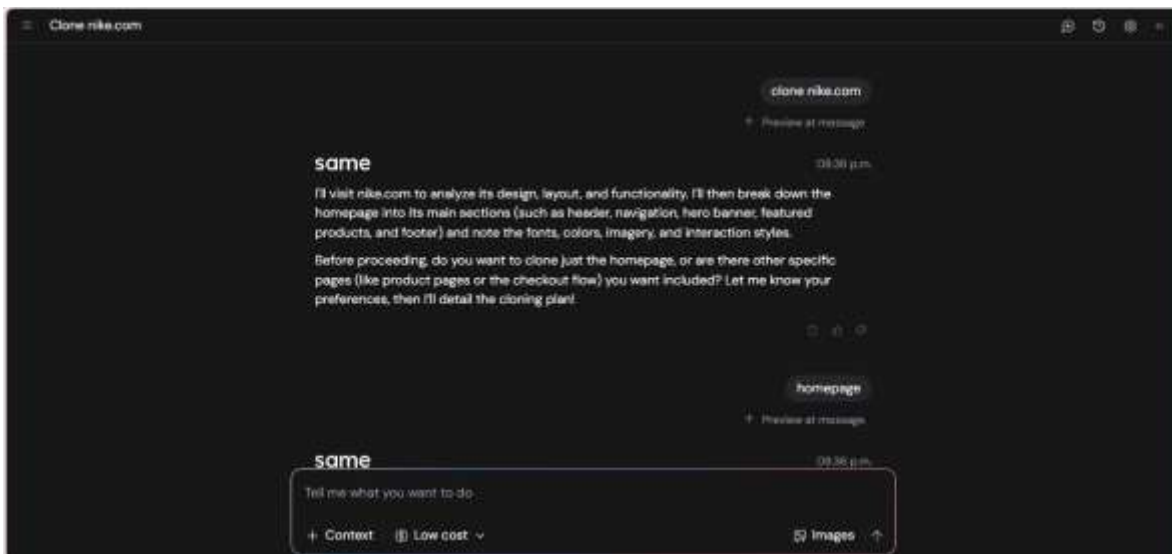 Clone nike.com
clone nike.com
Preview at message
same
08:36 p.m.
I'll visit nike.com to analyze its design, layout, and functionality. I'll then break down the
homepage into its main sections (such as header, navigation, hero banner, featured
products, and footer) and note the fonts, colors, imagery, and interaction styles.
Before proceeding, do you want to clone just the homepage, or are there other specific
pages (like product pages or the checkout flow) you want included? Let me know your
preferences, then I'll detail the cloning plan!
homepage
Preview at message
same
08:36 p.m.
Tell me what you want to do
+ Context Low cost Images